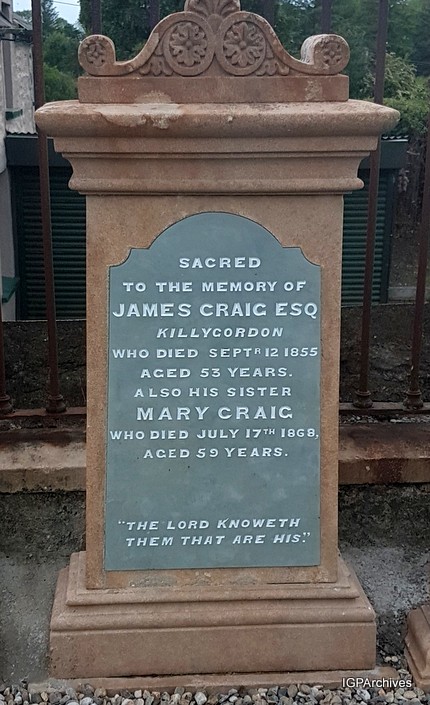 SACRED
TO THE MEMORY OF
JAMES CRAIG ESQ
KILLYGORDON
WHO DIED SEPTR 12 1855
AGED 53 YEARS.
ALSO HIS SISTER
MARY CRAIG
WHO DIED JULY 17TH 1868,
AGED 59 YEARS.
"THE LORD KNOWETH
THEM THAT ARE HIS."
IGPArchives